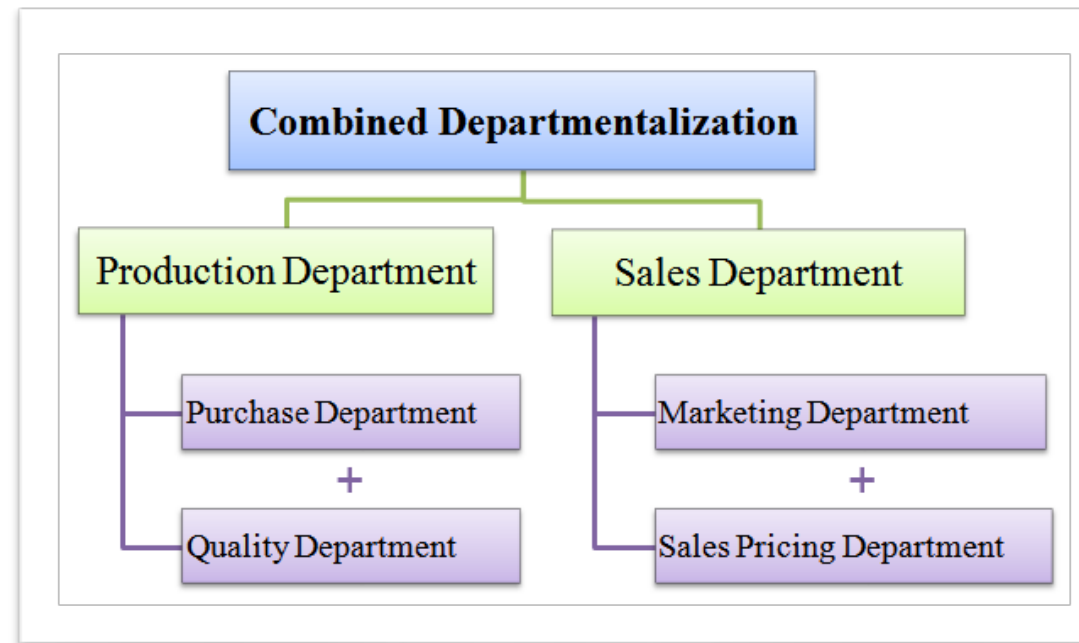 Combined Departmentalization
Production Department
Sales Department
Purchase Department
Marketing Department
+
+
Quality Department
Sales Pricing Department